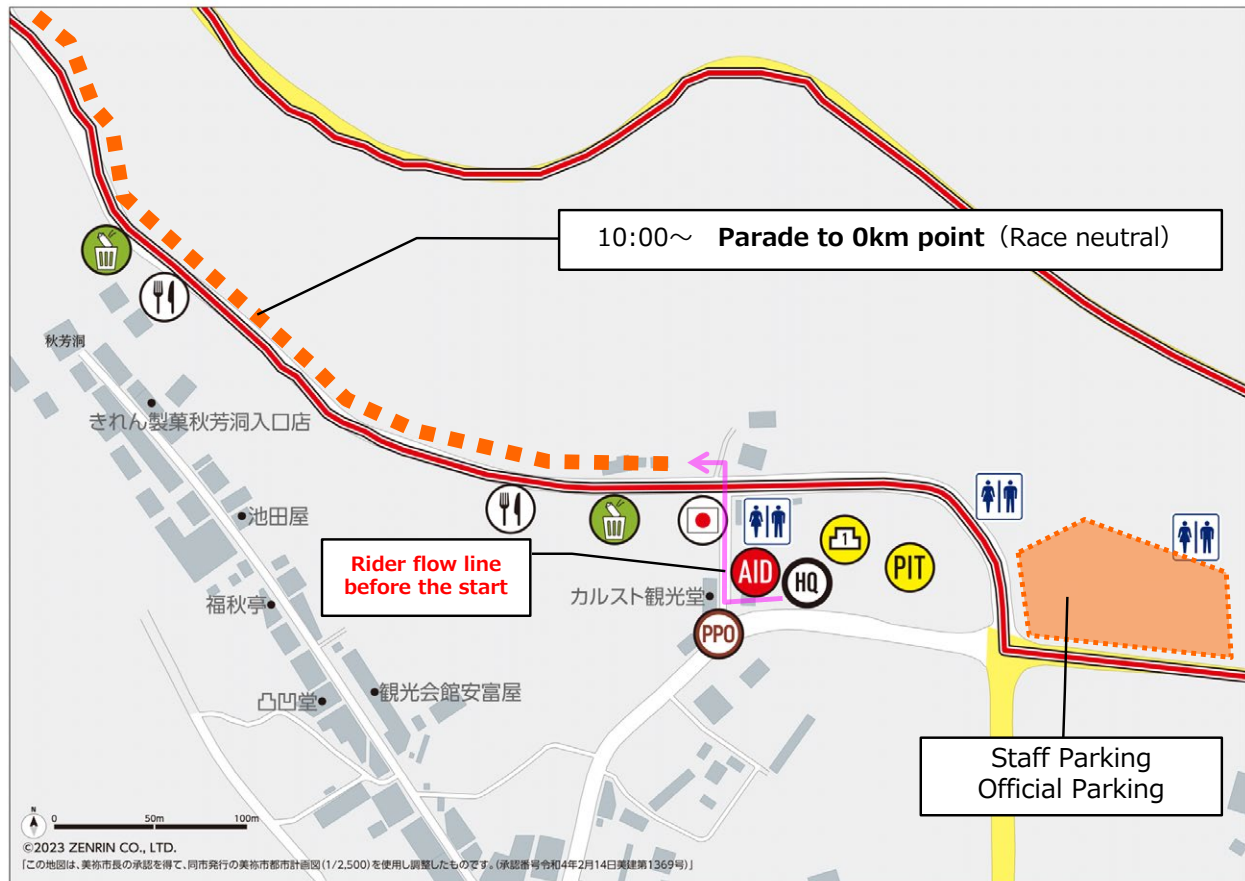 10:00～ Parade to 0km point（Race neutral）
秋芳洞
きれん製菓秋芳洞入口店
池田屋
Rider flow line
before the start
1
AID
HQ
PIT
カルスト観光堂
福秋亭
PPO
観光会館安富屋
凸凹堂
Staff Parking
Official Parking
N
0 50m 100m
©2023 ZENRIN CO., LTD.
「この地図は、美祢市長の承認を得て、同市発行の美祢市都市計画図(1/2,500)を使用し調整したものです。(承認番号令和4年2月14日美建第1369号)」